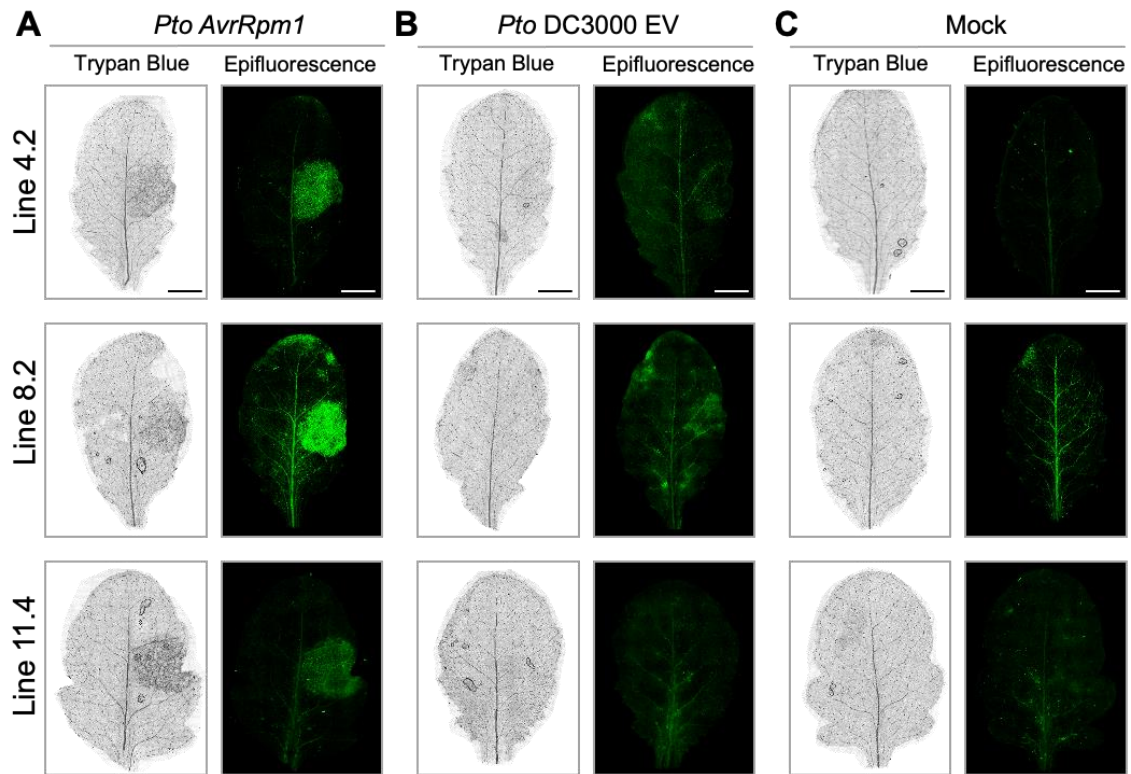 A Pto AvrRpm1 B Pto DC3000 EV C Mock
Trypan Blue Epifluorescence Trypan Blue Epifluorescence Trypan Blue Epifluorescence
Line 4.2
Line 8.2
Line 11.4